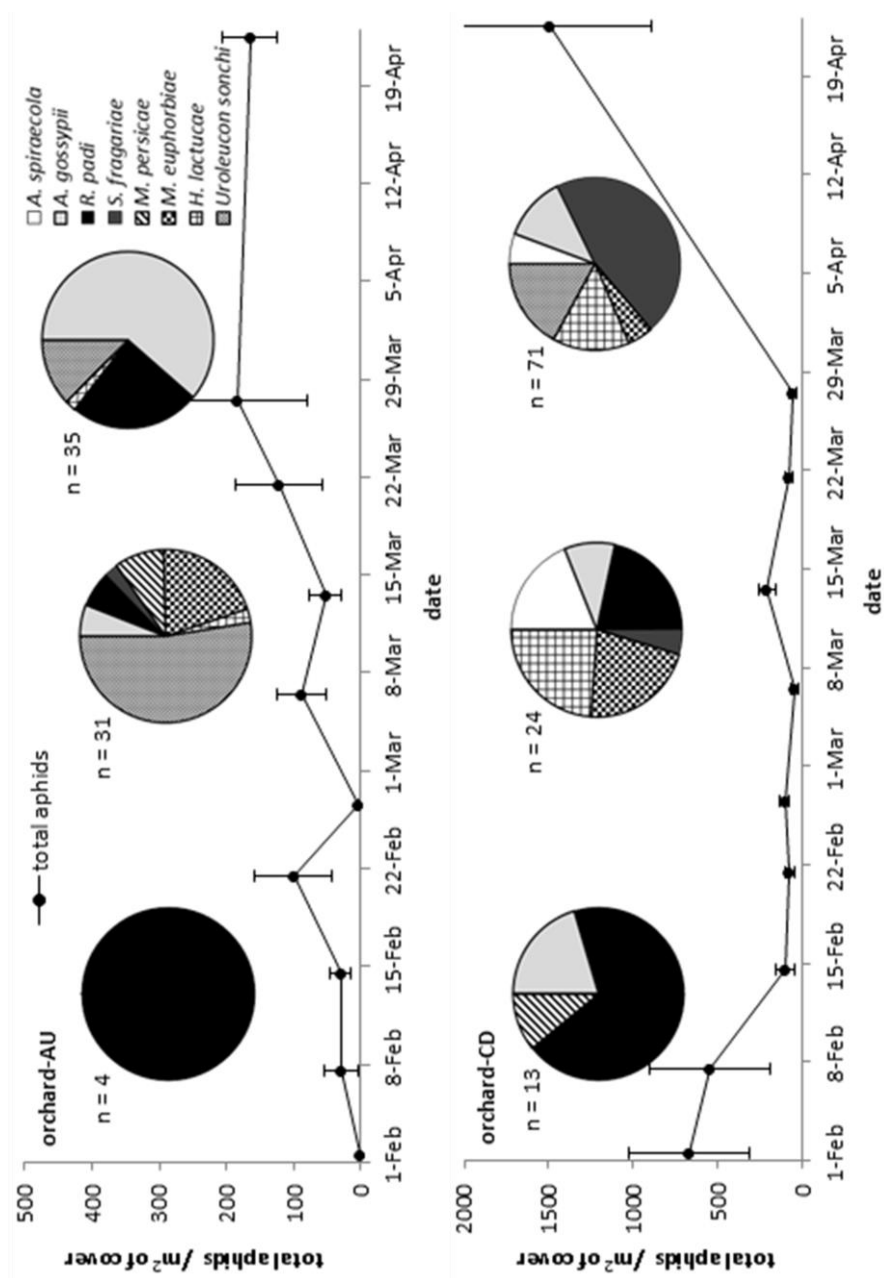 total aphids / m² of cover
500
400
300
200
100
0
orchard-AU
total aphids
n = 4
n = 31
n = 35
A. spiraecola
A. gossypii
R. padi
S. fragariae
M. persicae
M. euphorbiae
H. lactucae
Uroleucon sonchi
1-Feb
8-Feb
15-Feb
22-Feb
1-Mar
8-Mar
15-Mar
22-Mar
29-Mar
5-Apr
12-Apr
19-Apr
date
total aphids / m² of cover
2000
1500
1000
500
0
orchard-CD
n = 13
n = 24
n = 71
1-Feb
8-Feb
15-Feb
22-Feb
1-Mar
8-Mar
15-Mar
22-Mar
29-Mar
5-Apr
12-Apr
19-Apr
date